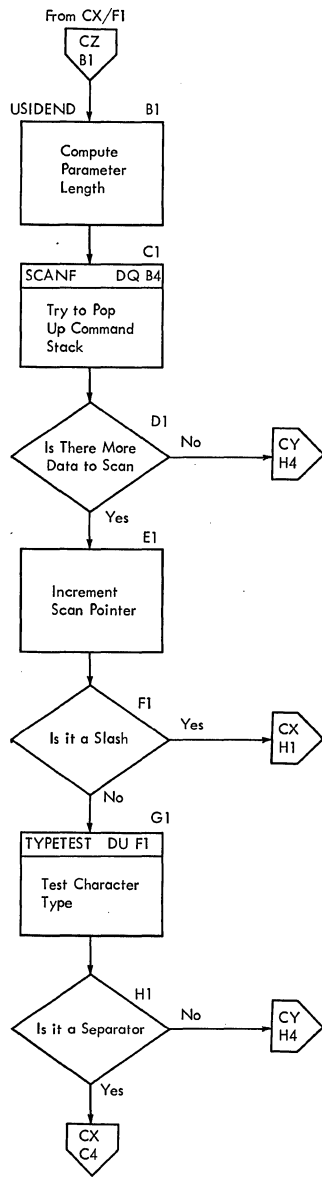 From CX/F1
CZ
B1
USIDEND B1
Compute
Parameter
Length
C1
SCANF DQ B4
Try to Pop
Up Command
Stack
D1
Is There More
Data to Scan
No
CY
H4
Yes
E1
Increment
Scan Pointer
F1
Is it a Slash
Yes
CX
H1
No
G1
TYPETEST DU F1
Test Character
Type
H1
Is it a Separator
No
CY
H4
Yes
CX
C4